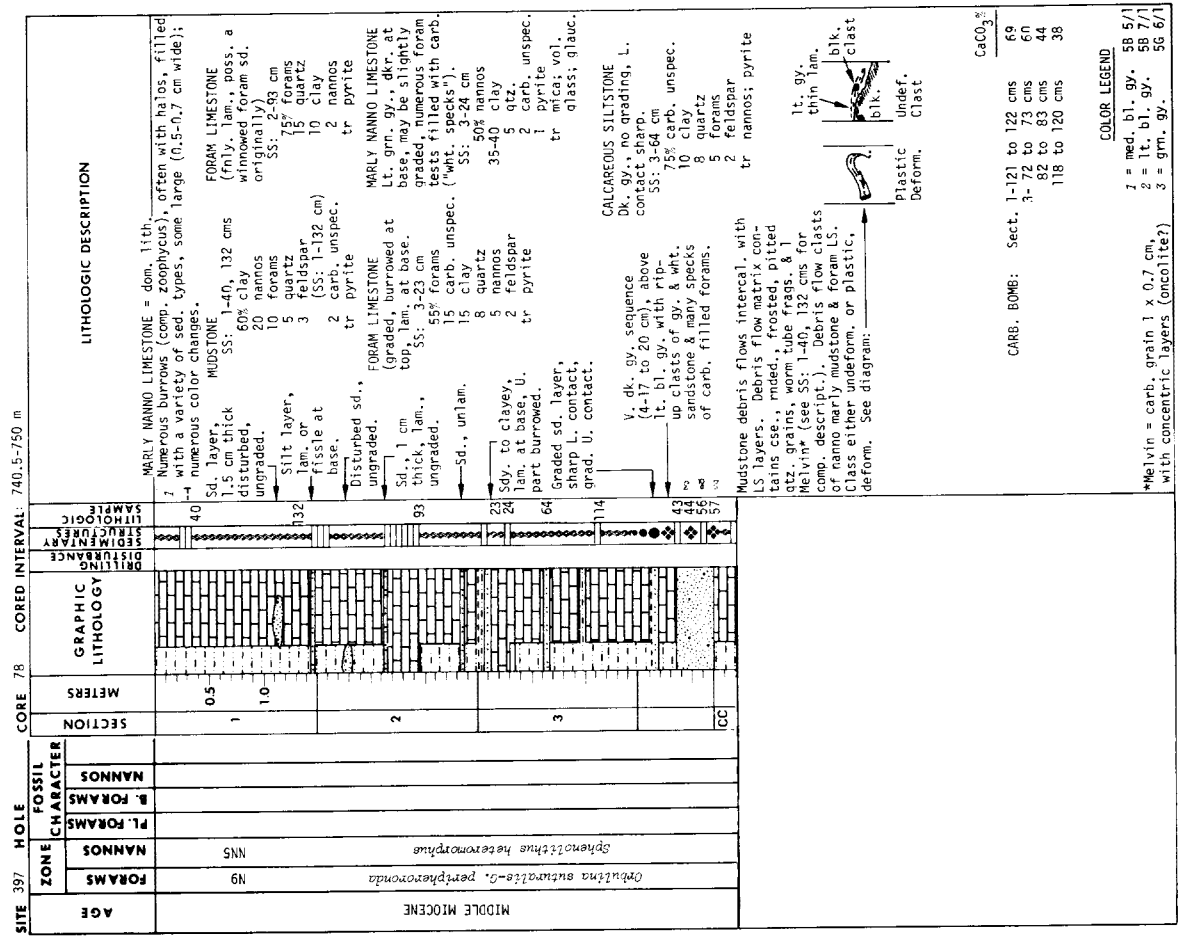 SITE 397 HOLE CORE 78 CORED INTERVAL: 740.5-750 m
AGE
ZONE
FORAMS
NANNOS
FOSSIL CHARACTER
PL. FORAMS
B. FORAMS
NANNOS
SECTION
METERS
GRAPHIC LITHOLOGY
DRILLING DISTURBANCE
SEDIMENTARY STRUCTURES
LITHOLOGIC SAMPLE
LITHOLOGIC DESCRIPTION
MIDDLE MIOCENE
N9
Orbulina suturalis-G. peripheroronda
NN5
Sphenolithus heteromorphus
1
2
3
CC
0.5
1.0
40
132
93
23
24
64
114
43
44
56
57
1
MARLY NANNO LIMESTONE = dom. lith.
Numerous burrows (comp. zoophycus), often with halos, filled
with a variety of sed. types, some large (0.5-0.7 cm wide);
numerous color changes.
Sd. layer,
1.5 cm thick
disturbed,
ungraded.
Silt layer,
lam. or
fissle at
base.
Disturbed sd.,
ungraded.
Sd., 1 cm
thick, lam.,
ungraded.
Sd., unlam.
Sdy. to clayey,
lam. at base, U.
part burrowed.
Graded sd. layer,
sharp L. contact,
grad. U. contact.
MUDSTONE
SS: 1-40, 132 cms
60% clay
20 nannos
10 forams
5 quartz
3 feldspar
(SS: 1-132 cm)
2 carb. unspec.
tr pyrite
FORAM LIMESTONE
(graded, burrowed at
top, lam. at base.
SS: 3-23 cm
55% forams
15 carb. unspec.
15 clay
8 quartz
5 nannos
2 feldspar
tr pyrite
V. dk. gy. sequence
(4-17 to 20 cm), above
lt. bl. gy. with rip-
up clasts of gy. & wht.
sandstone & many specks
of carb. filled forams.
FORAM LIMESTONE
(fnly. lam., poss. a
winnowed foram sd.
originally)
SS: 2-93 cm
75% forams
15 quartz
10 clay
2 nannos
tr pyrite
MARLY NANNO LIMESTONE
Lt. grn. gy., dkr. at
base, may be slightly
graded, numerous foram
tests filled with carb.
("wht. specks").
SS: 3-24 cm
50% nannos
35-40 clay
5 qtz.
2 carb. unspec.
1 pyrite
tr mica; vol.
glass; glauc.
CALCAREOUS SILTSTONE
Dk. gy., no grading, L.
contact sharp.
SS: 3-64 cm
75% carb. unspec.
10 clay
8 quartz
5 forams
2 feldspar
tr nannos; pyrite
Mudstone debris flows intercal. with
LS layers. Debris flow matrix con-
tains cse., rnded., frosted, pitted
qtz. grains, worm tube frags. & 1
Melvin* (see SS: 1-40, 132 cms for
comp. descript.). Debris flow clasts
of nanno marly mudstone & foram LS.
Class either undeform. or plastic,
deform. See diagram:
Plastic
Deform.
lt. gy.
thin lam.
blk.
blk.
clast
Undef.
Clast
CaCO3%
CARB. BOMB: Sect. 1-121 to 122 cms 69
3- 72 to 73 cms 60
82 to 83 cms 44
118 to 120 cms 38
COLOR LEGEND
1 = med. bl. gy. 5B 5/1
2 = lt. bl. gy. 5B 7/1
3 = grn. gy. 5G 6/1
*Melvin = carb. grain 1 x 0.7 cm,
with concentric layers (oncolite?)